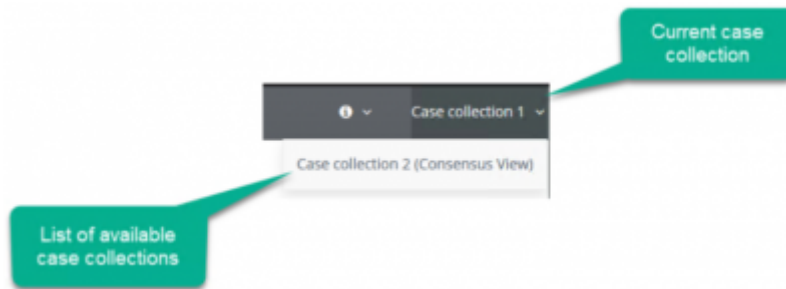 Current case
collection
Case collection 1
Case collection 2 (Consensus View)
List of available
case collections